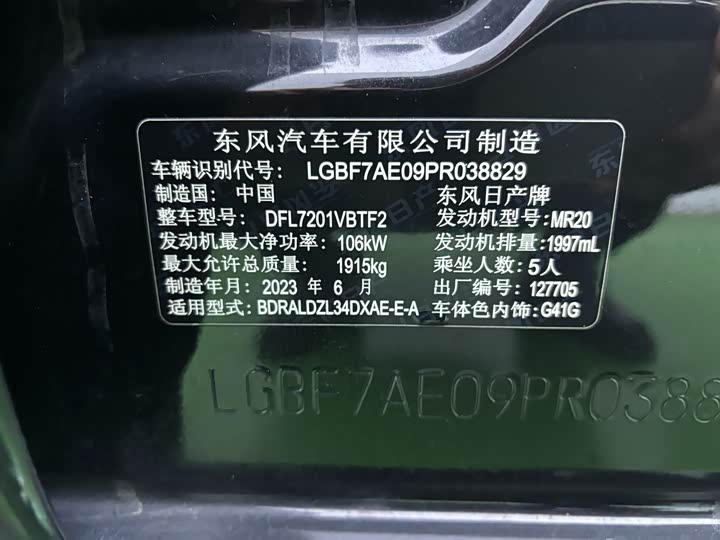 东风汽车有限公司制造
车辆识别代号： LGBF7AE09PR038829
制造国： 中国 东风日产牌
整车型号： DFL7201VBTF2 发动机型号：MR20
发动机最大净功率： 106kW 发动机排量：1997mL
最大允许总质量： 1915kg 乘坐人数：5人
制造年月：2023 年 6 月 出厂编号：127705
适用型式：BDRALDZL34DXAE-E-A 车体色内饰：G41G
LGBF7AE09PR0388